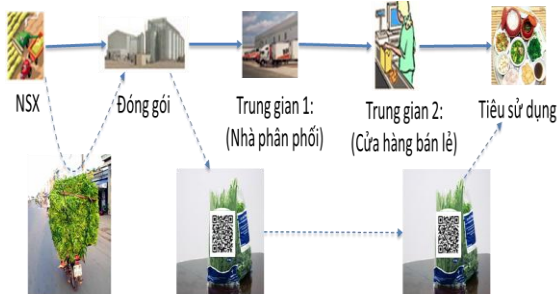 NSX
Đóng gói
Trung gian 1:
(Nhà phân phối)
Trung gian 2:
(Cửa hàng bán lẻ)
Tiêu sử dụng